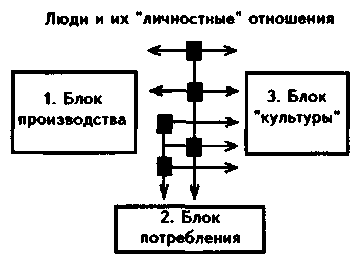 Люди и их "личностные" отношения
1. Блок
производства
3. Блок
"культуры"
2. Блок
потребления